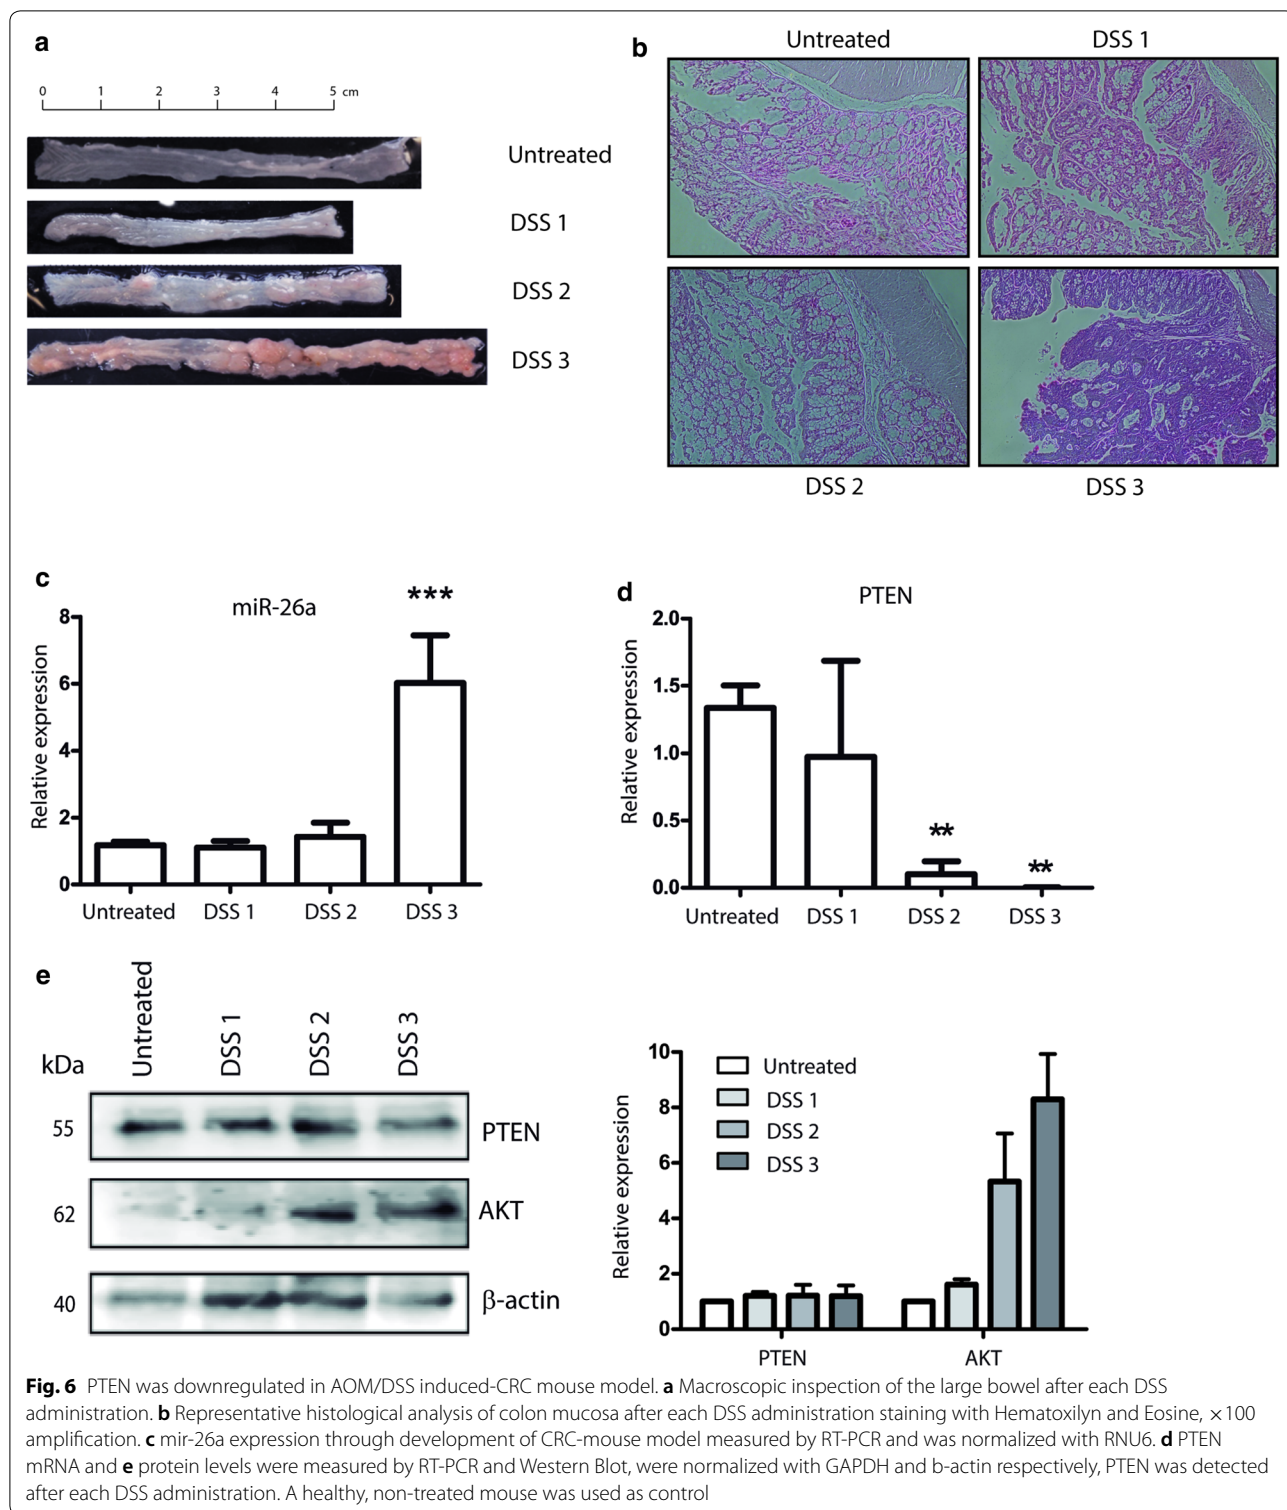 a
0 1 2 3 4 5 cm
Untreated
DSS 1
DSS 2
DSS 3
b
Untreated DSS 1
DSS 2 DSS 3
c
miR-26a
***
Relative expression
8
6
4
2
0
Untreated DSS 1 DSS 2 DSS 3
d
PTEN
Relative expression
2.0
1.5
1.0
0.5
0.0
**
**
Untreated DSS 1 DSS 2 DSS 3
e
kDa
Untreated
DSS 1
DSS 2
DSS 3
55 PTEN
62 AKT
40 β-actin
Relative expression
10
8
6
4
2
0
Untreated
DSS 1
DSS 2
DSS 3
PTEN AKT
Fig. 6 PTEN was downregulated in AOM/DSS induced-CRC mouse model. a Macroscopic inspection of the large bowel after each DSS
administration. b Representative histological analysis of colon mucosa after each DSS administration staining with Hematoxilyn and Eosine, ×100
amplification. c mir-26a expression through development of CRC-mouse model measured by RT-PCR and was normalized with RNU6. d PTEN
mRNA and e protein levels were measured by RT-PCR and Western Blot, were normalized with GAPDH and b-actin respectively, PTEN was detected
after each DSS administration. A healthy, non-treated mouse was used as control